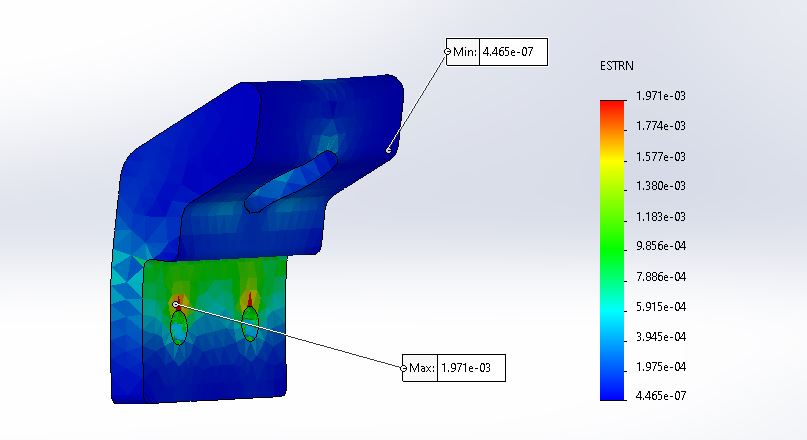 Min: 4.465e-07
ESTRN
1.971e-03
1.774e-03
1.577e-03
1.380e-03
1.183e-03
9.856e-04
7.886e-04
5.915e-04
3.945e-04
1.975e-04
4.465e-07
Max: 1.971e-03